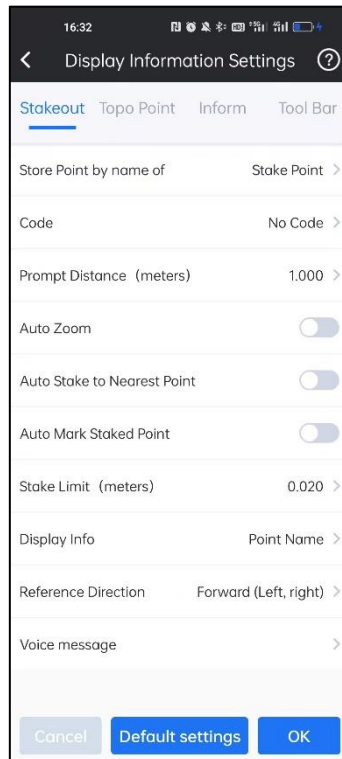 16:32
Display Information Settings
Stakeout Topo Point Inform Tool Bar
Store Point by name of Stake Point
Code No Code
Prompt Distance (meters) 1.000
Auto Zoom
Auto Stake to Nearest Point
Auto Mark Staked Point
Stake Limit (meters) 0.020
Display Info Point Name
Reference Direction Forward (Left, right)
Voice message
Cancel Default settings OK